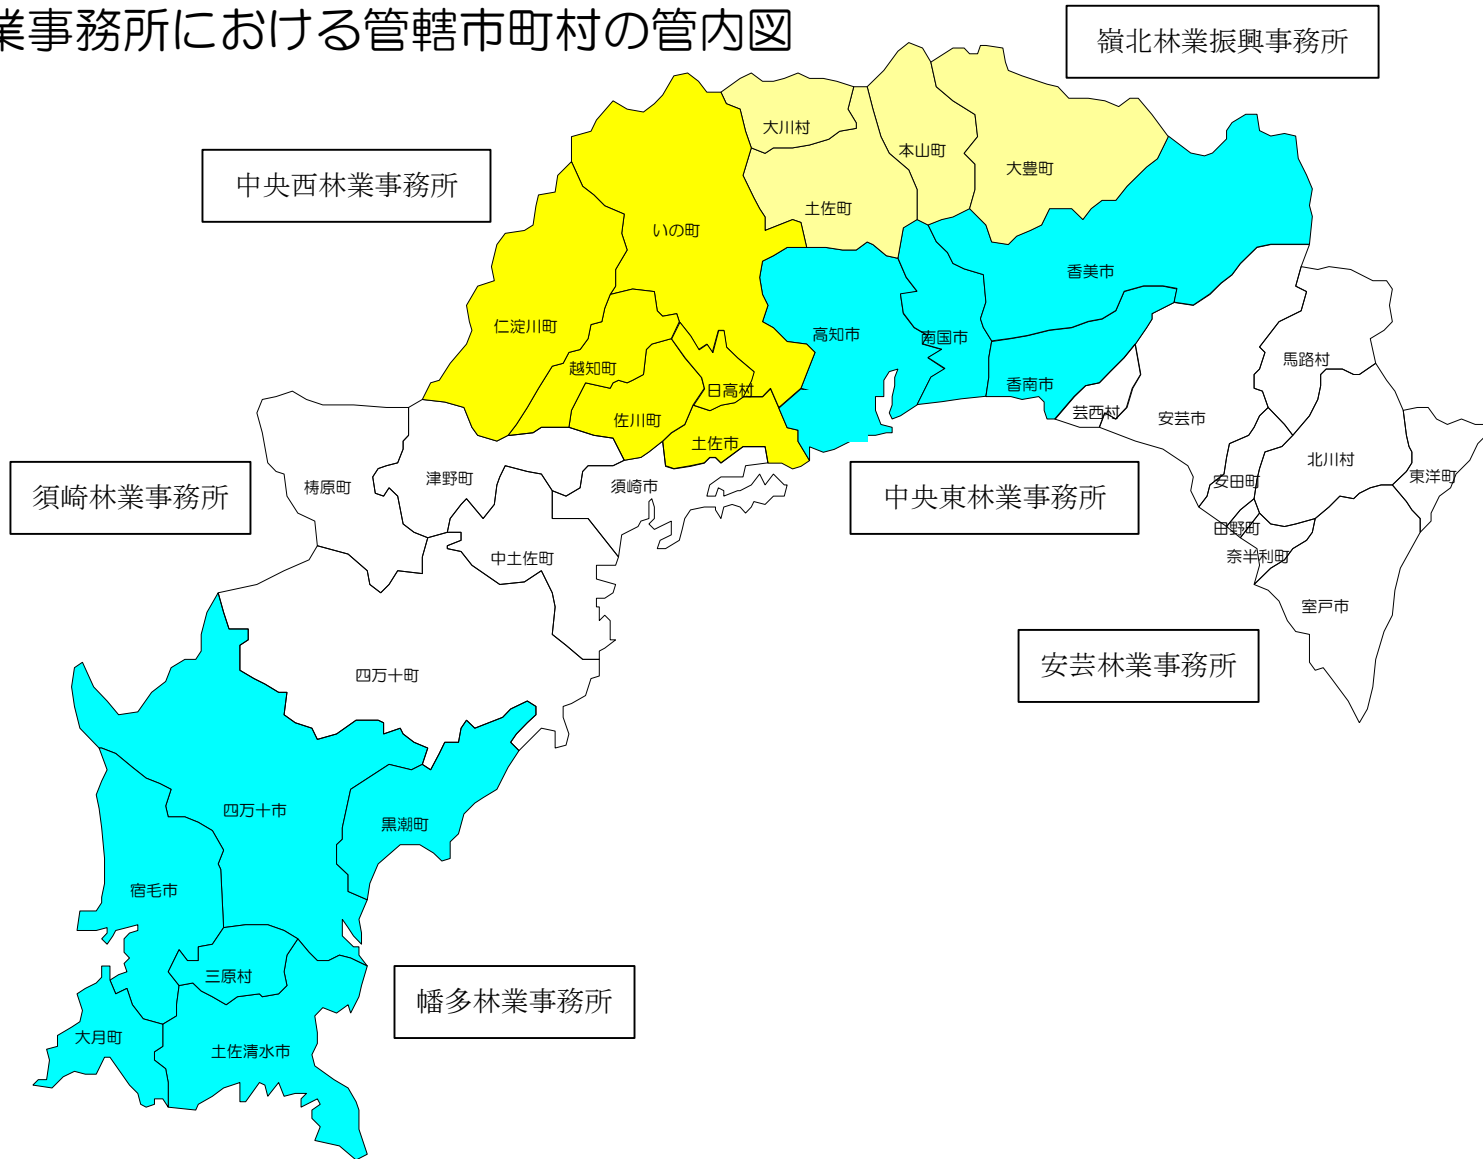 業事務所における管轄市町村の管内図
嶺北林業振興事務所
大川村
本山町
大豊町
中央西林業事務所
土佐町
いの町
香美市
仁淀川町
高知市
南国市
馬路村
越知町
香南市
日高村
芸西村
安芸市
佐川町
土佐市
北川村
津野町
東洋町
安田町
梼原町
須崎市
須崎林業事務所
中央東林業事務所
田野町
中土佐町
奈半利町
室戸市
安芸林業事務所
四万十町
四万十市
黒潮町
宿毛市
三原村
幡多林業事務所
大月町
土佐清水市